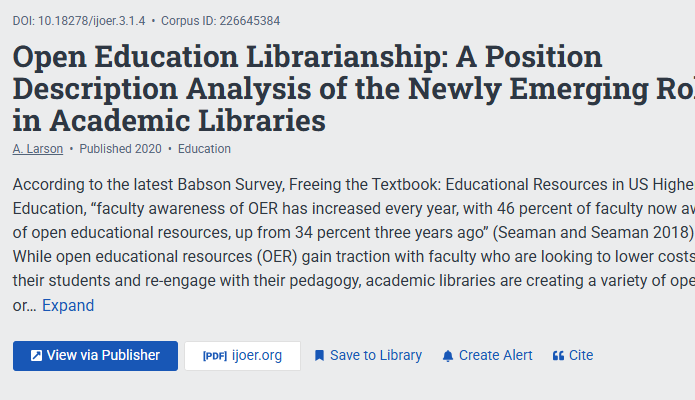 DOI: 10.18278/ijoer.3.1.4 • Corpus ID: 226645384
Open Education Librarianship: A Position
Description Analysis of the Newly Emerging
in Academic Libraries
A. Larson • Published 2020 • Education
According to the latest Babson Survey, Freeing the Textbook: Educational Resources in US
Education, “faculty awareness of OER has increased every year, with 46 percent of faculty now
of open educational resources, up from 34 percent three years ago” (Seaman and Seaman 2018)
While open educational resources (OER) gain traction with faculty who are looking to lower costs
their students and re-engage with their pedagogy, academic libraries are creating a variety of
or... Expand
View via Publisher [PDF] ijoer.org Save to Library Create Alert Cite